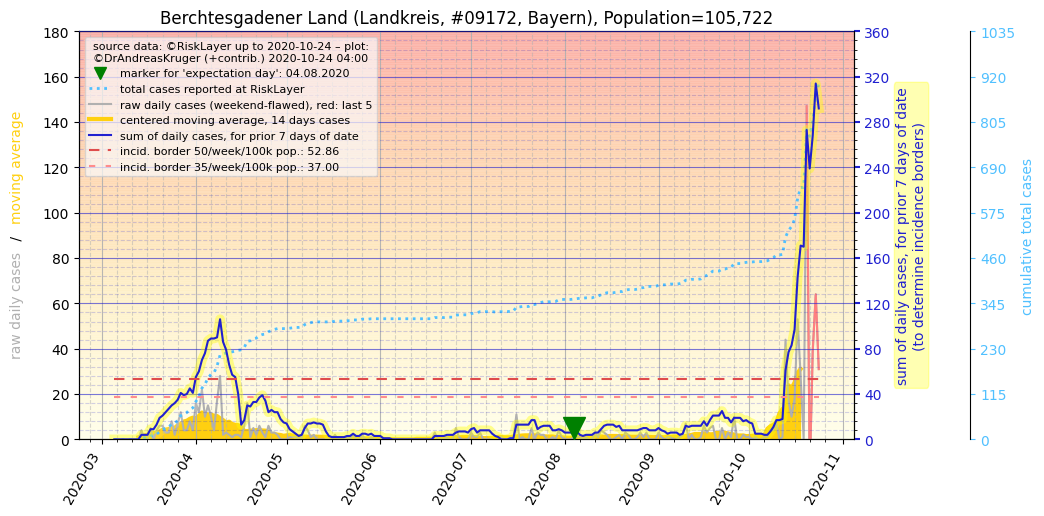 Berchtesgadener Land (Landkreis, #09172, Bayern), Population=105,722
source data: ©RiskLayer up to 2020-10-24 – plot:
©DrAndreasKruger (+contrib.) 2020-10-24 04:00
marker for 'expectation day': 04.08.2020
total cases reported at RiskLayer
raw daily cases (weekend-flawed), red: last 5
centered moving average, 14 days cases
sum of daily cases, for prior 7 days of date
incid. border 50/week/100k pop.: 52.86
incid. border 35/week/100k pop.: 37.00
raw daily cases / moving average
180
160
140
120
100
80
60
40
20
0
360
320
280
240
200
160
120
80
40
0
sum of daily cases, for prior 7 days of date
(to determine incidence borders)
1035
920
805
690
575
460
345
230
115
0
cumulative total cases
2020-03
2020-04
2020-05
2020-06
2020-07
2020-08
2020-09
2020-10
2020-11